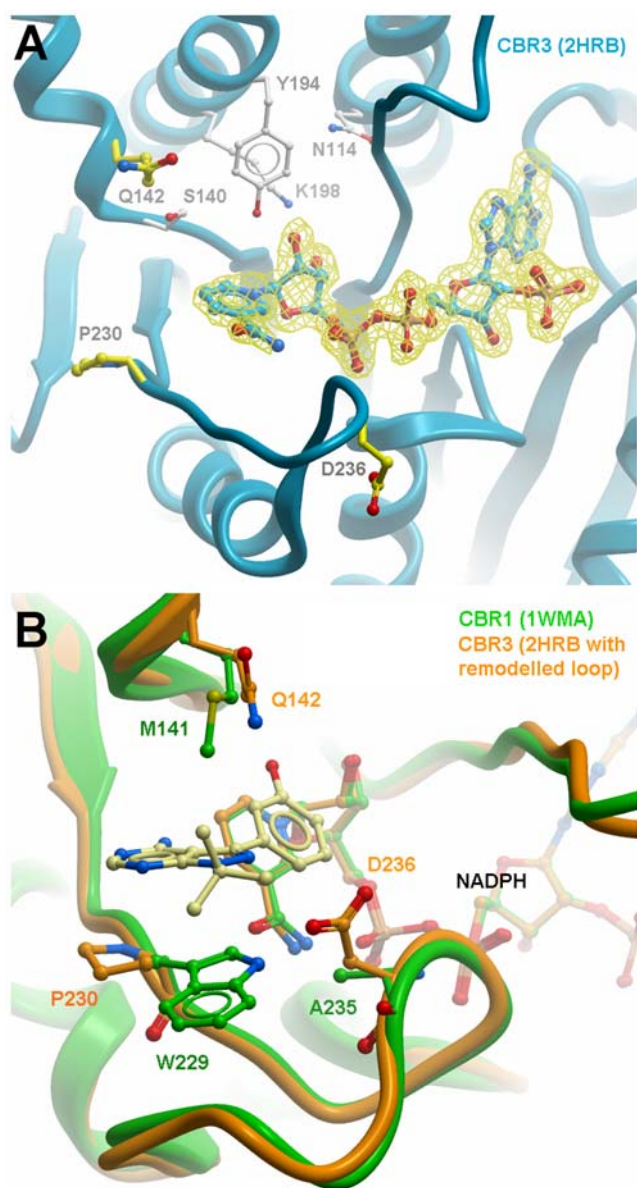 A
CBR3 (2HRB)
Y194
N114
Q142
S140
K198
P230
D236
B
CBR1 (1WMA)
CBR3 (2HRB with
remodelled loop)
Q142
M141
D236
NADPH
P230
A235
W229